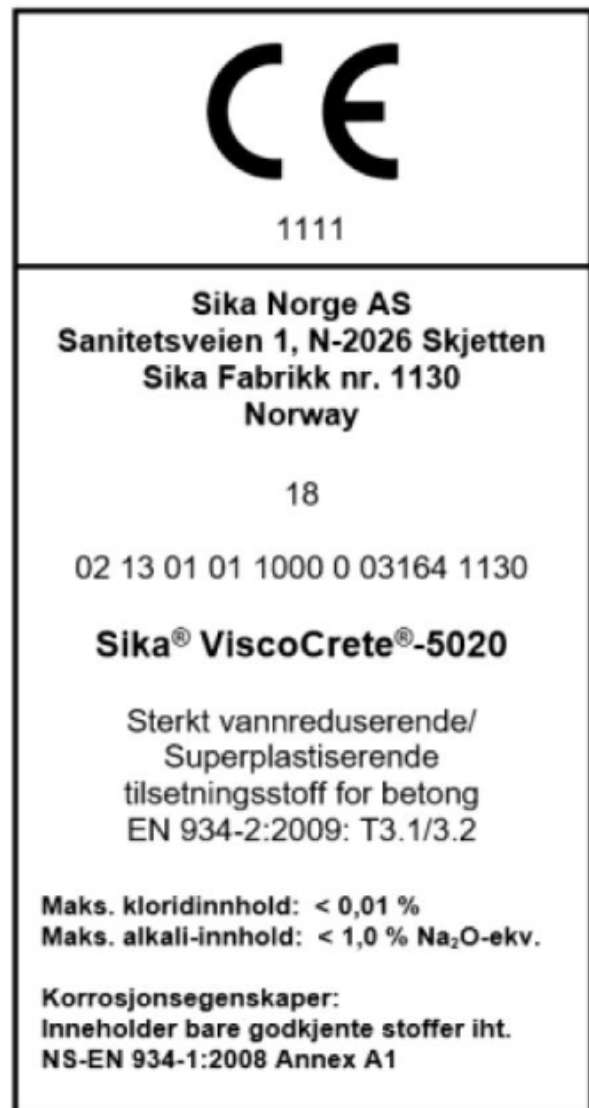 CE
1111
Sika Norge AS
Sanitetsveien 1, N-2026 Skjetten
Sika Fabrikk nr. 1130
Norway
18
02 13 01 01 1000 0 03164 1130
Sika® ViscoCrete®-5020
Sterkt vannreduserende/
Superplastiserende
tilsetningsstoff for betong
EN 934-2:2009: T3.1/3.2
Maks. kloridinnhold: < 0,01 %
Maks. alkali-innhold: < 1,0 % Na₂O-ekv.
Korrosjonsegenskaper:
Inneholder bare godkjente stoffer iht.
NS-EN 934-1:2008 Annex A1